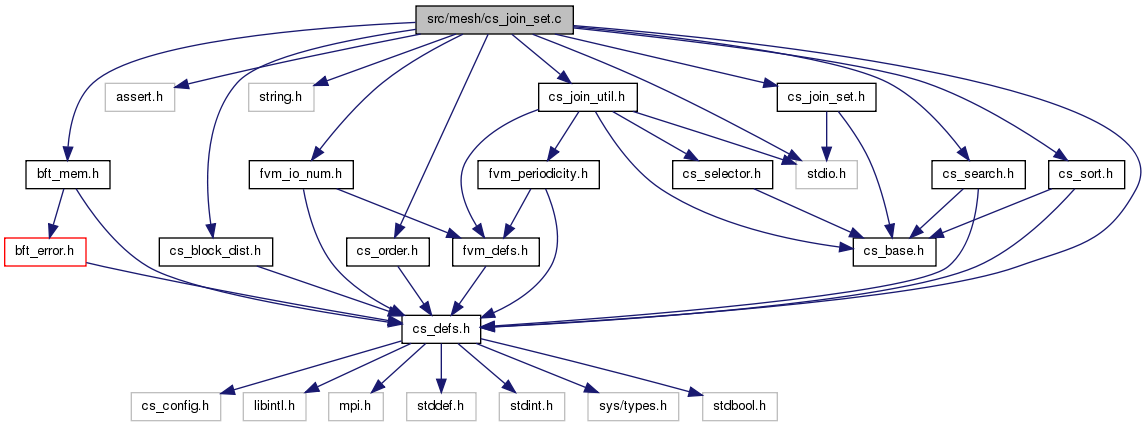 src/mesh/cs_join_set.c
assert.h
string.h
cs_join_util.h
cs_join_set.h
bft_mem.h
fvm_io_num.h
fvm_periodicity.h
cs_selector.h
stdio.h
cs_search.h
cs_sort.h
bft_error.h
cs_block_dist.h
cs_order.h
fvm_defs.h
cs_base.h
cs_defs.h
cs_config.h
libintl.h
mpi.h
stddef.h
stdint.h
sys/types.h
stdbool.h